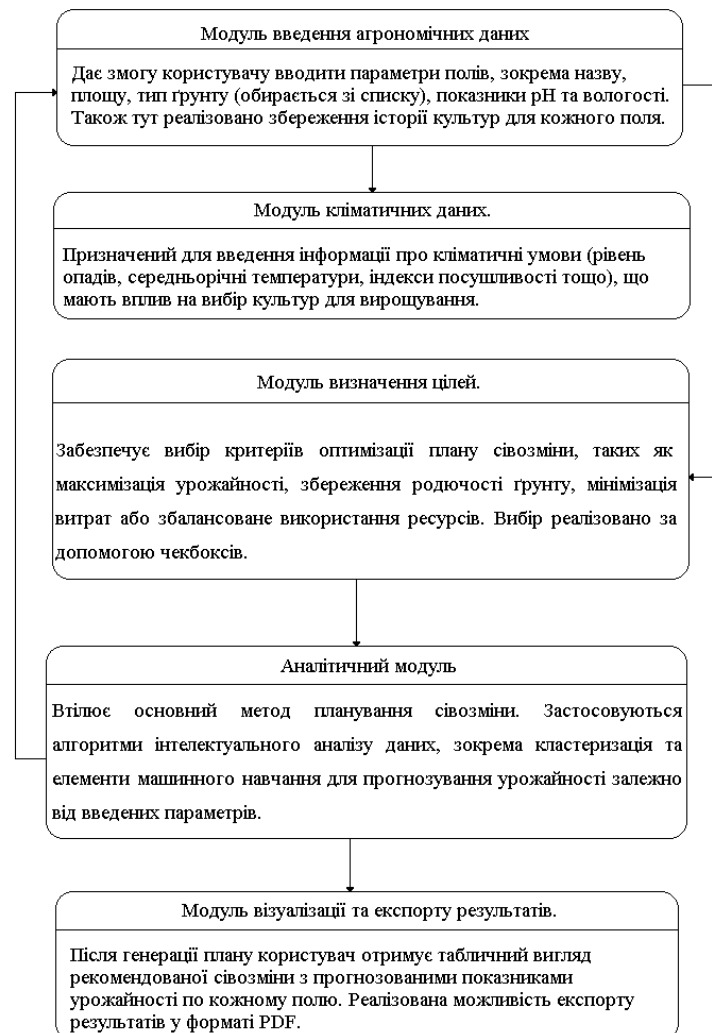 Модуль введення агрономічних даних
Дає змогу користувачу вводити параметри полів, зокрема назву,
площу, тип ґрунту (обирається зі списку), показники pH та вологості.
Також тут реалізовано збереження історії культур для кожного поля.
Модуль кліматичних даних.
Призначений для введення інформації про кліматичні умови (рівень
опадів, середньорічні температури, індекси посушливості тощо), що
мають вплив на вибір культур для вирощування.
Модуль визначення цілей.
Забезпечує вибір критеріїв оптимізації плану сівозміни, таких як
максимізація урожайності, збереження родючості ґрунту, мінімізація
витрат або збалансоване використання ресурсів. Вибір реалізовано за
допомогою чекбоксів.
Аналітичний модуль
Втілює основний метод планування сівозміни. Застосовуються
алгоритми інтелектуального аналізу даних, зокрема кластеризація та
елементи машинного навчання для прогнозування урожайності залежно
від введених параметрів.
Модуль візуалізації та експорту результатів.
Після генерації плану користувач отримує табличний вигляд
рекомендованої сівозміни з прогнозованими показниками
урожайності по кожному полю. Реалізована можливість експорту
результатів у форматі PDF.